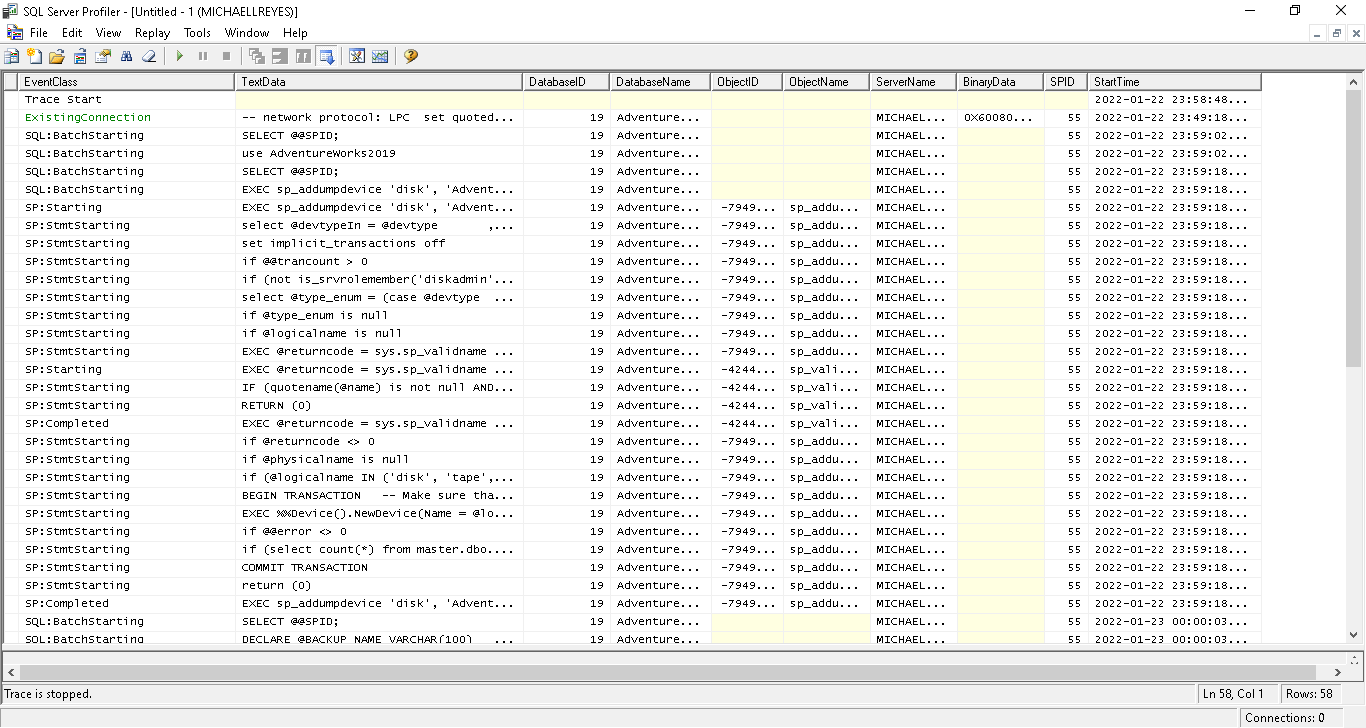 SQL Server Profiler - [Untitled - 1 (MICHAELLREYES)]
File Edit View Replay Tools Window Help
EventClass TextData DatabaseID DatabaseName ObjectID ObjectName ServerName BinaryData SPID StartTime
Trace Start 2022-01-22 23:58:48...
ExistingConnection -- network protocol: LPC set quoted... 19 Adventure... MICHAEL... 0X60080... 55 2022-01-22 23:49:18...
SQL:BatchStarting SELECT @@SPID; 19 Adventure... MICHAEL... 55 2022-01-22 23:59:02...
SQL:BatchStarting use AdventureWorks2019 19 Adventure... MICHAEL... 55 2022-01-22 23:59:02...
SQL:BatchStarting SELECT @@SPID; 19 Adventure... MICHAEL... 55 2022-01-22 23:59:18...
SQL:BatchStarting EXEC sp_addumpdevice 'disk', 'Advent... 19 Adventure... MICHAEL... 55 2022-01-22 23:59:18...
SP:Starting EXEC sp_addumpdevice 'disk', 'Advent... 19 Adventure... -7949... sp_addu... MICHAEL... 55 2022-01-22 23:59:18...
SP:StmtStarting select @devtypeIn = @devtype ,... 19 Adventure... -7949... sp_addu... MICHAEL... 55 2022-01-22 23:59:18...
SP:StmtStarting set implicit_transactions off 19 Adventure... -7949... sp_addu... MICHAEL... 55 2022-01-22 23:59:18...
SP:StmtStarting if @@trancount > 0 19 Adventure... -7949... sp_addu... MICHAEL... 55 2022-01-22 23:59:18...
SP:StmtStarting if (not is_srvrolemember('diskadmin'... 19 Adventure... -7949... sp_addu... MICHAEL... 55 2022-01-22 23:59:18...
SP:StmtStarting select @type_enum = (case @devtype ... 19 Adventure... -7949... sp_addu... MICHAEL... 55 2022-01-22 23:59:18...
SP:StmtStarting if @type_enum is null 19 Adventure... -7949... sp_addu... MICHAEL... 55 2022-01-22 23:59:18...
SP:StmtStarting if @logicalname is null 19 Adventure... -7949... sp_addu... MICHAEL... 55 2022-01-22 23:59:18...
SP:StmtStarting EXEC @returncode = sys.sp_validname ... 19 Adventure... -7949... sp_addu... MICHAEL... 55 2022-01-22 23:59:18...
SP:Starting EXEC @returncode = sys.sp_validname ... 19 Adventure... -4244... sp_vali... MICHAEL... 55 2022-01-22 23:59:18...
SP:StmtStarting IF (quotename(@name) is not null AND... 19 Adventure... -4244... sp_vali... MICHAEL... 55 2022-01-22 23:59:18...
SP:StmtStarting RETURN (0) 19 Adventure... -4244... sp_vali... MICHAEL... 55 2022-01-22 23:59:18...
SP:Completed EXEC @returncode = sys.sp_validname ... 19 Adventure... -4244... sp_vali... MICHAEL... 55 2022-01-22 23:59:18...
SP:StmtStarting if @returncode <> 0 19 Adventure... -7949... sp_addu... MICHAEL... 55 2022-01-22 23:59:18...
SP:StmtStarting if @physicalname is null 19 Adventure... -7949... sp_addu... MICHAEL... 55 2022-01-22 23:59:18...
SP:StmtStarting if (@logicalname IN ('disk', 'tape',... 19 Adventure... -7949... sp_addu... MICHAEL... 55 2022-01-22 23:59:18...
SP:StmtStarting BEGIN TRANSACTION -- Make sure tha... 19 Adventure... -7949... sp_addu... MICHAEL... 55 2022-01-22 23:59:18...
SP:StmtStarting EXEC %%Device().NewDevice(Name = @lo... 19 Adventure... -7949... sp_addu... MICHAEL... 55 2022-01-22 23:59:18...
SP:StmtStarting if @@error <> 0 19 Adventure... -7949... sp_addu... MICHAEL... 55 2022-01-22 23:59:18...
SP:StmtStarting if (select count(*) from master.dbo.... 19 Adventure... -7949... sp_addu... MICHAEL... 55 2022-01-22 23:59:18...
SP:StmtStarting COMMIT TRANSACTION 19 Adventure... -7949... sp_addu... MICHAEL... 55 2022-01-22 23:59:18...
SP:StmtStarting return (0) 19 Adventure... -7949... sp_addu... MICHAEL... 55 2022-01-22 23:59:18...
SP:Completed EXEC sp_addumpdevice 'disk', 'Advent... 19 Adventure... -7949... sp_addu... MICHAEL... 55 2022-01-22 23:59:18...
SQL:BatchStarting SELECT @@SPID; 19 Adventure... MICHAEL... 55 2022-01-23 00:00:03...
SQL:BatchStarting DECLARE @BACKUP_NAME VARCHAR(100) ... 19 Adventure... MICHAEL... 55 2022-01-23 00:00:03...
Trace is stopped.
Ln 58, Col 1 Rows: 58
Connections: 0